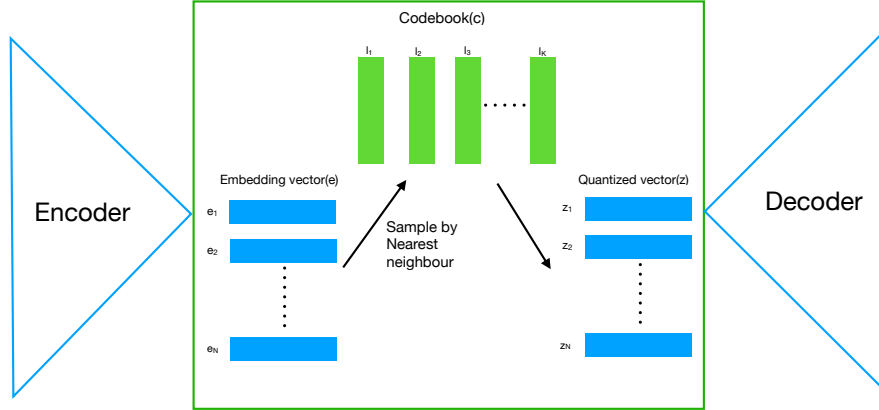 Codebook(c)
l₁ l₂ l₃ lₖ
Embedding vector(e)
Quantized vector(z)
Encoder
Decoder
e₁
e₂
eN
Sample by
Nearest
neighbour
z₁
z₂
zN